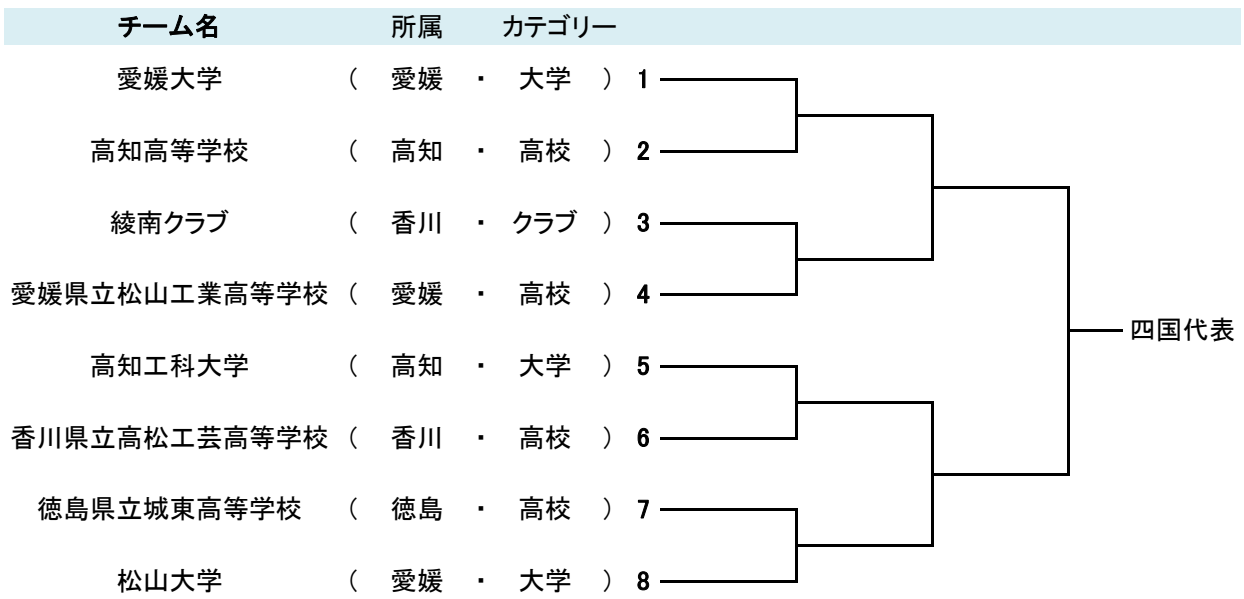 チーム名 所属 カテゴリー
愛媛大学 ( 愛媛 ・ 大学 ) 1
高知高等学校 ( 高知 ・ 高校 ) 2
綾南クラブ ( 香川 ・ クラブ ) 3
愛媛県立松山工業高等学校 ( 愛媛 ・ 高校 ) 4
四国代表
高知工科大学 ( 高知 ・ 大学 ) 5
香川県立高松工芸高等学校 ( 香川 ・ 高校 ) 6
徳島県立城東高等学校 ( 徳島 ・ 高校 ) 7
松山大学 ( 愛媛 ・ 大学 ) 8